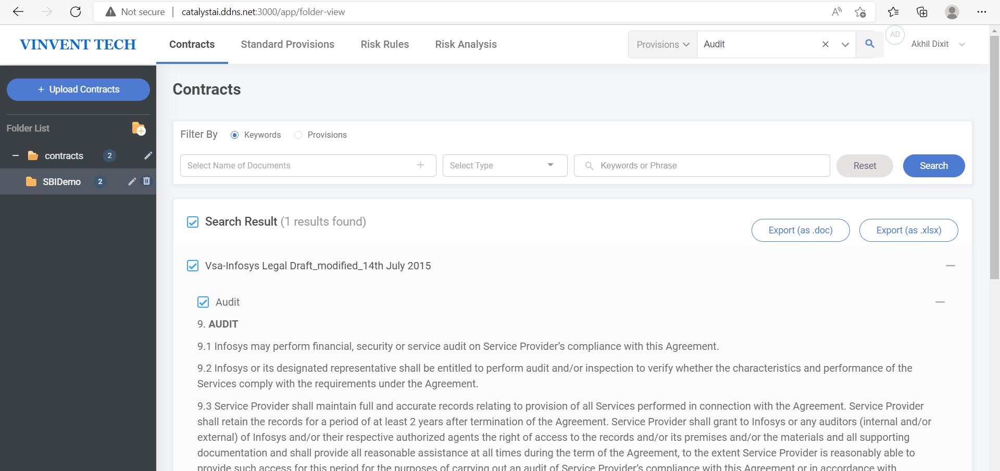 Not secure | catalystai.ddns.net:3000/app/folder-view
VINVENT TECH
Contracts
Standard Provisions
Risk Rules
Risk Analysis
Provisions
Audit
AD
Akhil Dixit
+ Upload Contracts
Folder List
contracts 2
SBIDemo 2
Contracts
Filter By Keywords Provisions
Select Name of Documents
Select Type
Keywords or Phrase
Reset
Search
Search Result (1 results found)
Export (as .doc)
Export (as .xlsx)
Vsa-Infosys Legal Draft_modified_14th July 2015
Audit
9. AUDIT
9.1 Infosys may perform financial, security or service audit on Service Provider’s compliance with this Agreement.
9.2 Infosys or its designated representative shall be entitled to perform audit and/or inspection to verify whether the characteristics and performance of the
Services comply with the requirements under the Agreement.
9.3 Service Provider shall maintain full and accurate records relating to provision of all Services performed in connection with the Agreement. Service Provider
shall retain the records for a period of at least 2 years after termination of the Agreement. Service Provider shall grant to Infosys or any auditors (internal and/or
external) of Infosys and/or their respective authorized agents the right of access to the records and/or its premises and/or the materials and all supporting
documentation and shall provide all reasonable assistance at all times during the term of the Agreement, to the extent Service Provider is reasonably able to
provide such access for this period for the purposes of carrying out an audit of Service Provider’s compliance with this Agreement or in accordance with